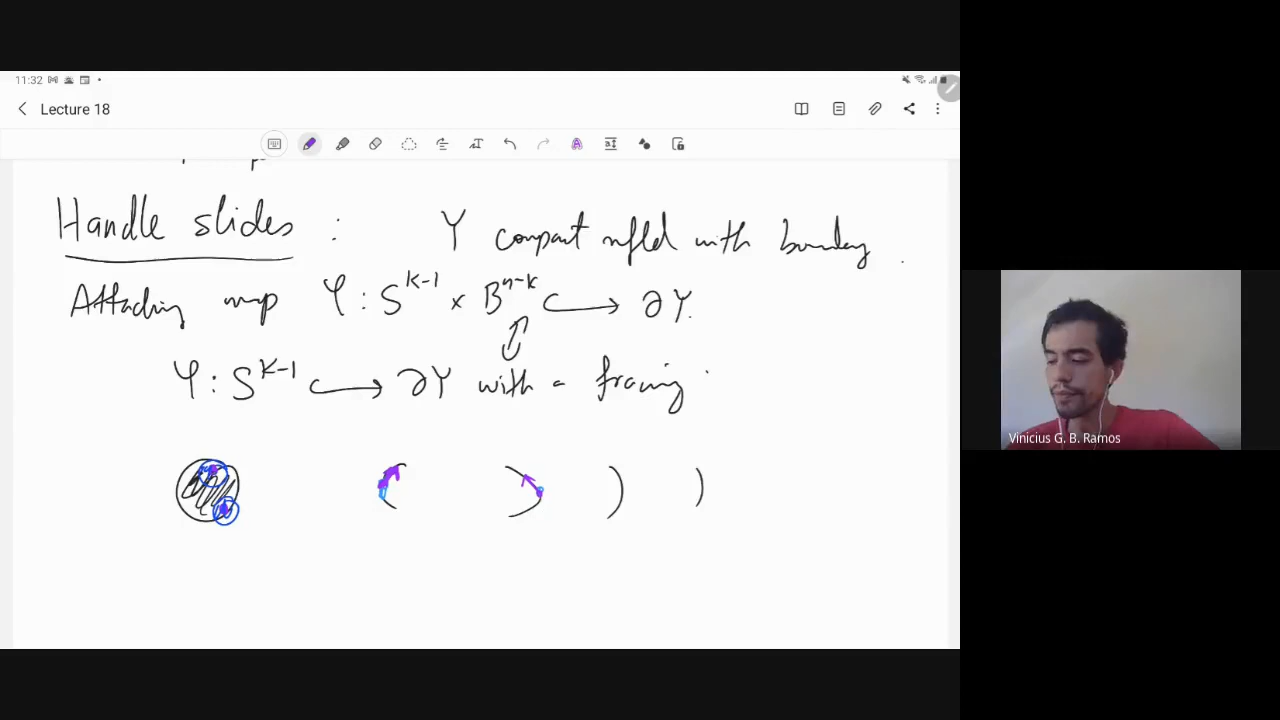 11:32
Lecture 18
Handle slides : Y compact mfld with boundary.
Attaching map φ : S^{k-1} × B^{n-k} ↪ ∂Y.
φ : S^{k-1} ↪ ∂Y with a framing.
Vinicius G. B. Ramos